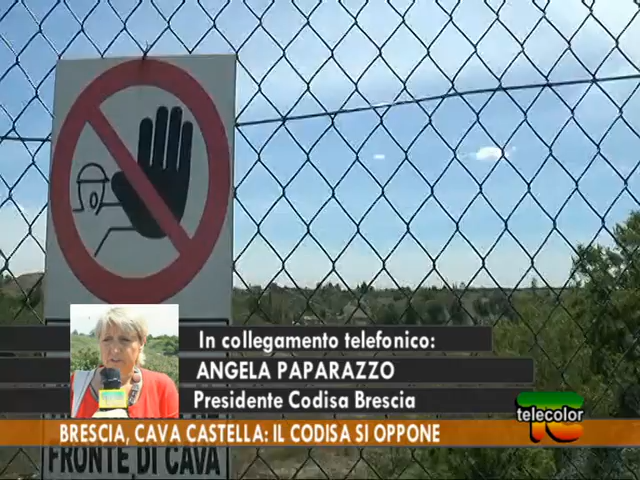 In collegamento telefonico:
ANGELA PAPARAZZO
Presidente Codisa Brescia
telecolor
BRESCIA, CAVA CASTELLA: IL CODISA SI OPPONE
FRONTE DI CAVA